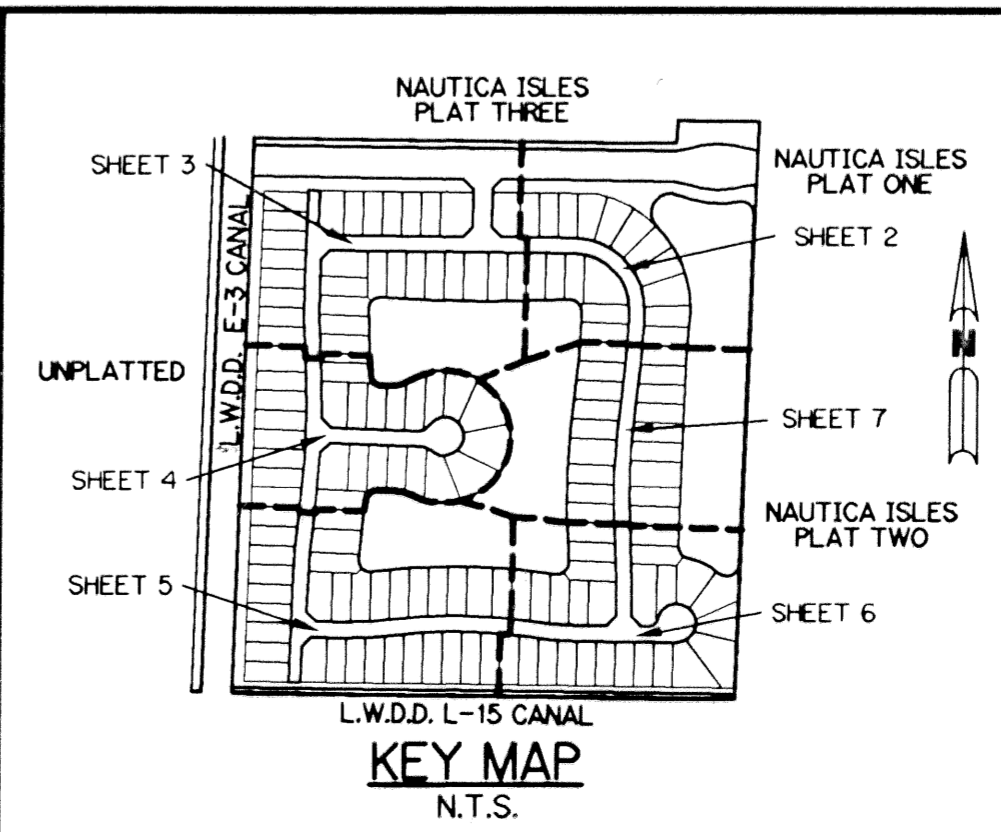 NAUTICA ISLES
PLAT THREE
SHEET 3
NAUTICA ISLES
PLAT ONE
SHEET 2
L.W.D.D. E-3 CANAL
N
UNPLATTED
SHEET 7
SHEET 4
NAUTICA ISLES
PLAT TWO
SHEET 5
SHEET 6
L.W.D.D. L-15 CANAL
KEY MAP
N.T.S.